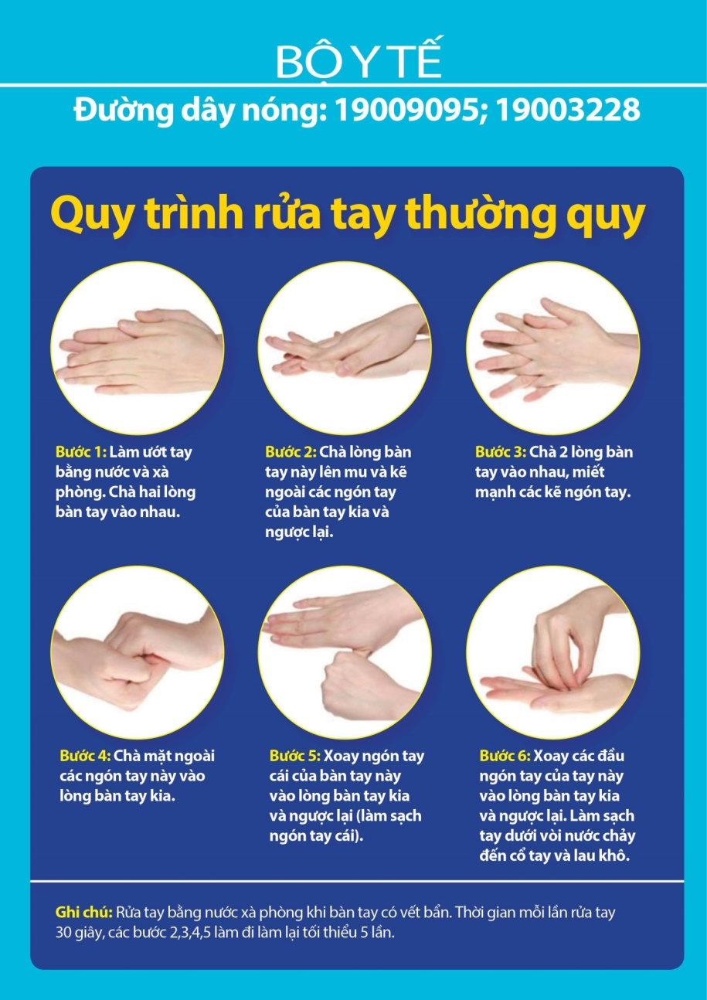 BỘ Y TẾ
Đường dây nóng: 19009095; 19003228
Quy trình rửa tay thường quy
Bước 1: Làm ướt tay
bằng nước và xà
phòng. Chà hai lòng
bàn tay vào nhau.
Bước 2: Chà lòng bàn
tay này lên mu và kẽ
ngoài các ngón tay
của bàn tay kia và
ngược lại.
Bước 3: Chà 2 lòng bàn
tay vào nhau, miết
mạnh các kẽ ngón tay.
Bước 4: Chà mặt ngoài
các ngón tay này vào
lòng bàn tay kia.
Bước 5: Xoay ngón tay
cái của bàn tay này
vào lòng bàn tay kia
và ngược lại (làm sạch
ngón tay cái).
Bước 6: Xoay các đầu
ngón tay của tay này
vào lòng bàn tay kia
và ngược lại. Làm sạch
tay dưới vòi nước chảy
đến cổ tay và lau khô.
Ghi chú: Rửa tay bằng nước xà phòng khi bàn tay có vết bẩn. Thời gian mỗi lần rửa tay
30 giây, các bước 2,3,4,5 làm đi làm lại tối thiểu 5 lần.